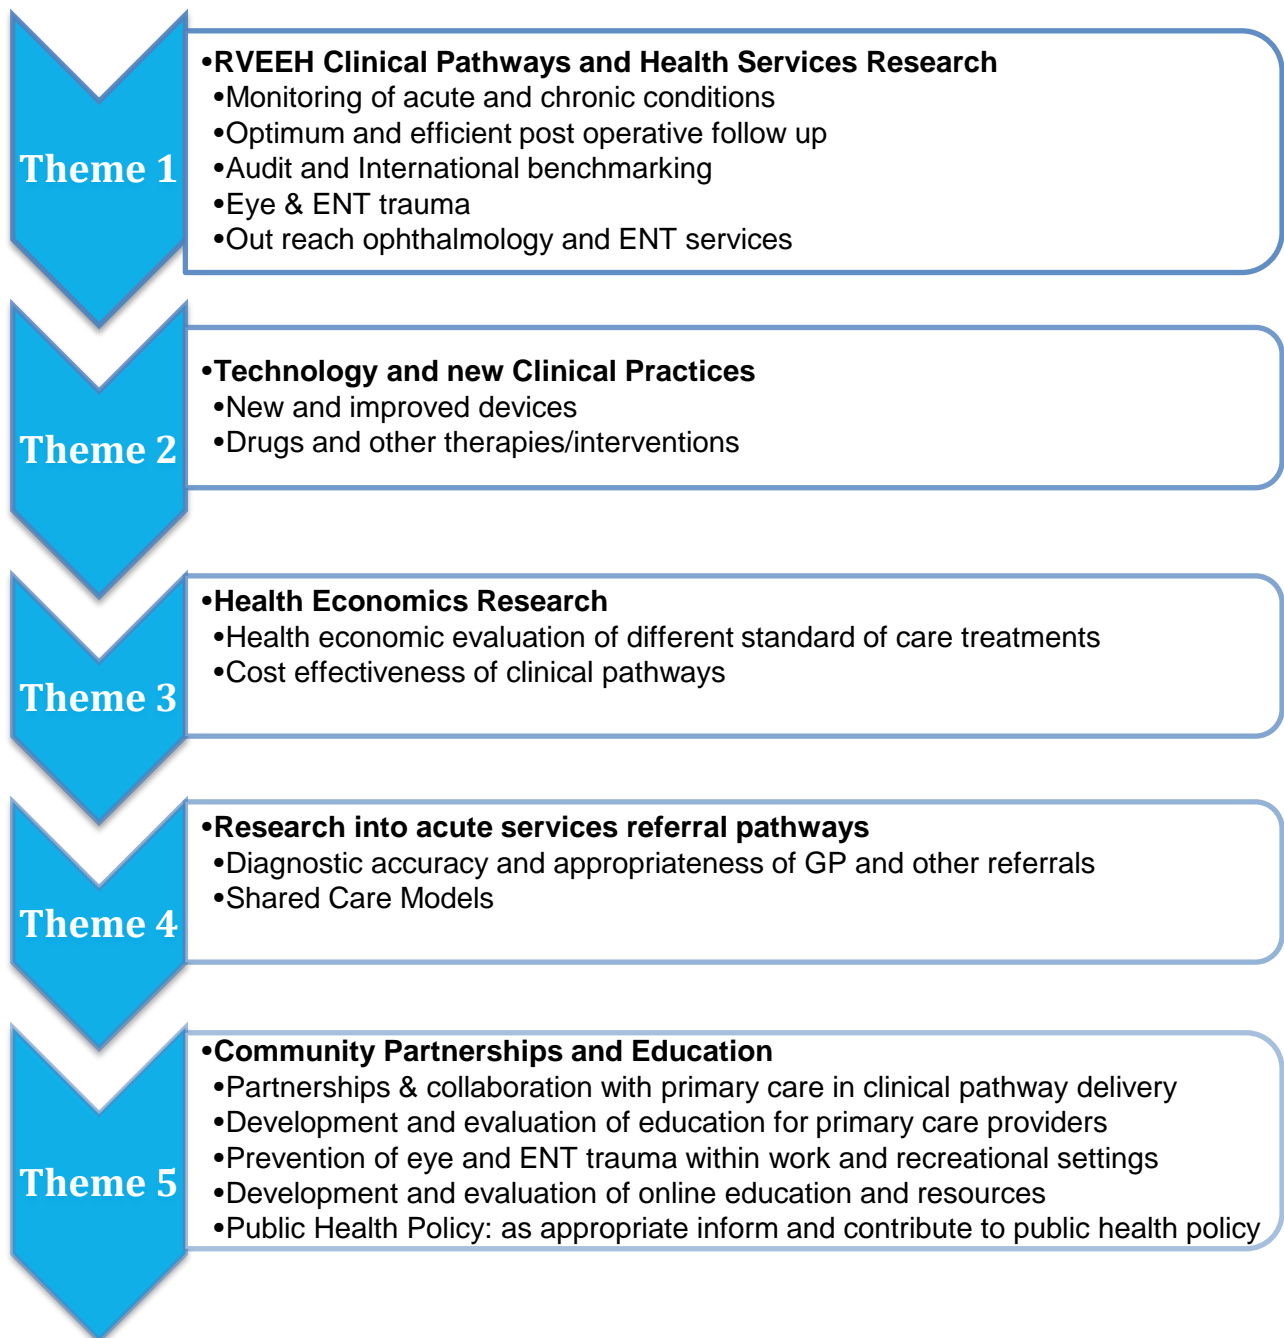 Theme 1
•RVEEH Clinical Pathways and Health Services Research
•Monitoring of acute and chronic conditions
•Optimum and efficient post operative follow up
•Audit and International benchmarking
•Eye & ENT trauma
•Out reach ophthalmology and ENT services
Theme 2
•Technology and new Clinical Practices
•New and improved devices
•Drugs and other therapies/interventions
Theme 3
•Health Economics Research
•Health economic evaluation of different standard of care treatments
•Cost effectiveness of clinical pathways
Theme 4
•Research into acute services referral pathways
•Diagnostic accuracy and appropriateness of GP and other referrals
•Shared Care Models
Theme 5
•Community Partnerships and Education
•Partnerships & collaboration with primary care in clinical pathway delivery
•Development and evaluation of education for primary care providers
•Prevention of eye and ENT trauma within work and recreational settings
•Development and evaluation of online education and resources
•Public Health Policy: as appropriate inform and contribute to public health policy